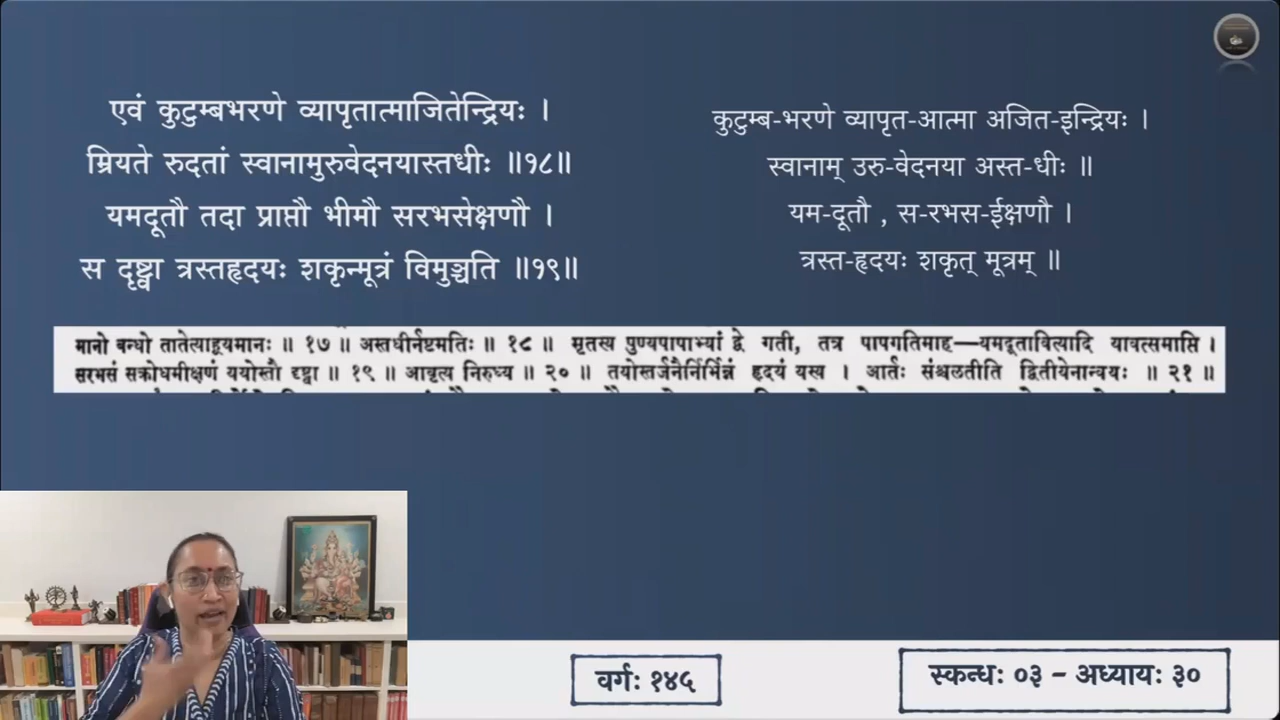 एवं कुटुम्बभरणे व्यापृतात्माजितेन्द्रियः ।
म्रियते रुदतां स्वानामुरुवेदनयास्तधीः ॥१८॥
यमदूतौ तदा प्राप्तौ भीमौ सरभसेक्षणौ ।
स दृष्ट्वा त्रस्तहृदयः शकृन्मूत्रं विमुञ्चति ॥१९॥
कुटुम्ब-भरणे व्यापृत-आत्मा अजित-इन्द्रियः ।
स्वानाम् उरु-वेदनया अस्त-धीः ॥
यम-दूतौ , स-रभस-ईक्षणौ ।
त्रस्त-हृदयः शकृत् मूत्रम् ॥
मानो बन्धो तातेत्याहूयमानः ॥ १७ ॥ अस्तधीर्नष्टमतिः ॥ १८ ॥ मृतस्य पुण्यपापाभ्यां द्वे गती, तत्र पापगतिमाह—यमदूतावित्यादि यावत्समाप्ति ।
सरभसं सक्रोधमीक्षणं ययोस्तौ दृष्ट्वा ॥ १९ ॥ आवृत्य निरुध्य ॥ २० ॥ तयोस्तर्जनैर्निर्भिन्नं हृदयं यस्य । आर्तः संश्चलतीति द्वितीयेनान्वयः ॥ २१ ॥
वर्गः १४५
स्कन्धः ०३ - अध्यायः ३०